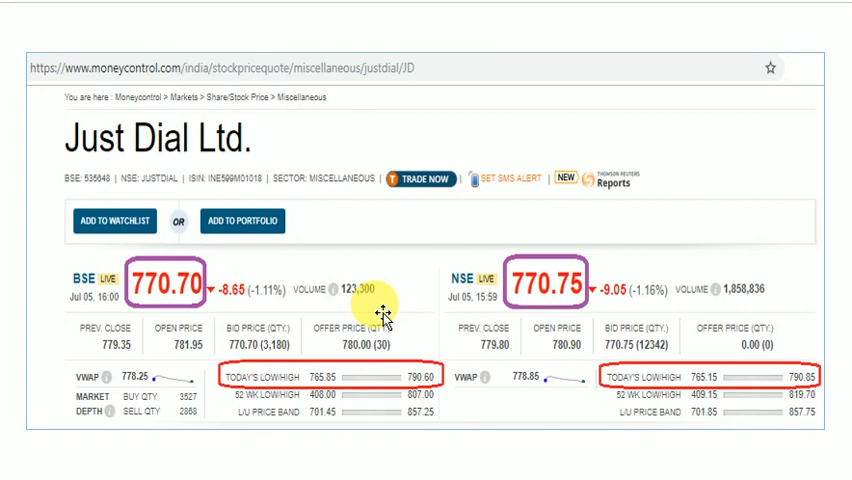 https://www.moneycontrol.com/india/stockpricequote/miscellaneous/justdial/JD
You are here : Moneycontrol > Markets > Share/Stock Price > Miscellaneous
Just Dial Ltd.
BSE: 535648 | NSE: JUSTDIAL | ISIN: INE599M01018 | SECTOR: MISCELLANEOUS | T TRADE NOW | SET SMS ALERT | NEW THOMSON REUTERS Reports
ADD TO WATCHLIST OR ADD TO PORTFOLIO
BSE LIVE 770.70 -8.65 (-1.11%) VOLUME 123,300
Jul 05, 16:00
NSE LIVE 770.75 -9.05 (-1.16%) VOLUME 1,858,836
Jul 05, 15:59
PREV. CLOSE OPEN PRICE BID PRICE (QTY.) OFFER PRICE (QTY.)
779.35 781.95 770.70 (3,180) 780.00 (30)
PREV. CLOSE OPEN PRICE BID PRICE (QTY.) OFFER PRICE (QTY.)
779.80 780.90 770.75 (12342) 0.00 (0)
VWAP 778.25
MARKET BUY QTY 3527
DEPTH SELL QTY 2868
TODAY'S LOW/HIGH 765.85 790.60
52 WK LOW/HIGH 408.00 807.00
L/U PRICE BAND 701.45 857.25
VWAP 778.85
TODAY'S LOW/HIGH 765.15 790.85
52 WK LOW/HIGH 409.15 819.70
L/U PRICE BAND 701.85 857.75